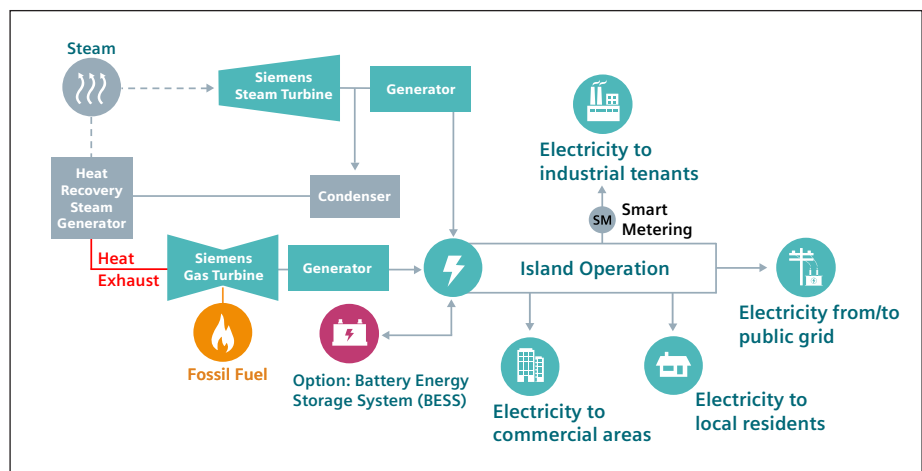 Steam
Siemens
Steam Turbine
Generator
Heat
Recovery
Steam
Generator
Condenser
Electricity to
industrial tenants
SM
Smart
Metering
Heat
Exhaust
Siemens
Gas Turbine
Generator
Island Operation
Fossil Fuel
Option: Battery Energy
Storage System (BESS)
Electricity to
commercial areas
Electricity to
local residents
Electricity from/to
public grid